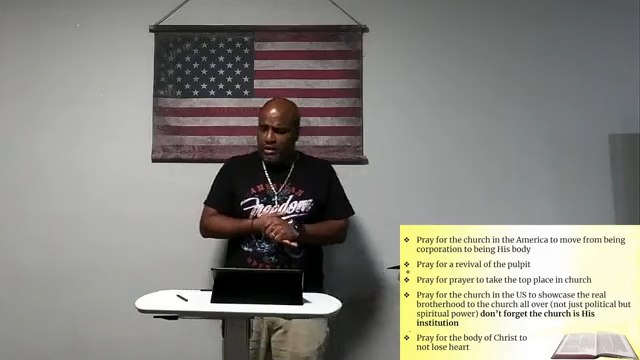 AMERICAN
Freedom
Pray for the church in the America to move from being
corporation to being His body
Pray for a revival of the pulpit
Pray for prayer to take the top place in church
Pray for the church in the US to showcase the real
brotherhood to the church all over (not just political but
spiritual power) don't forget the church is His
institution
Pray for the body of Christ to
not lose heart